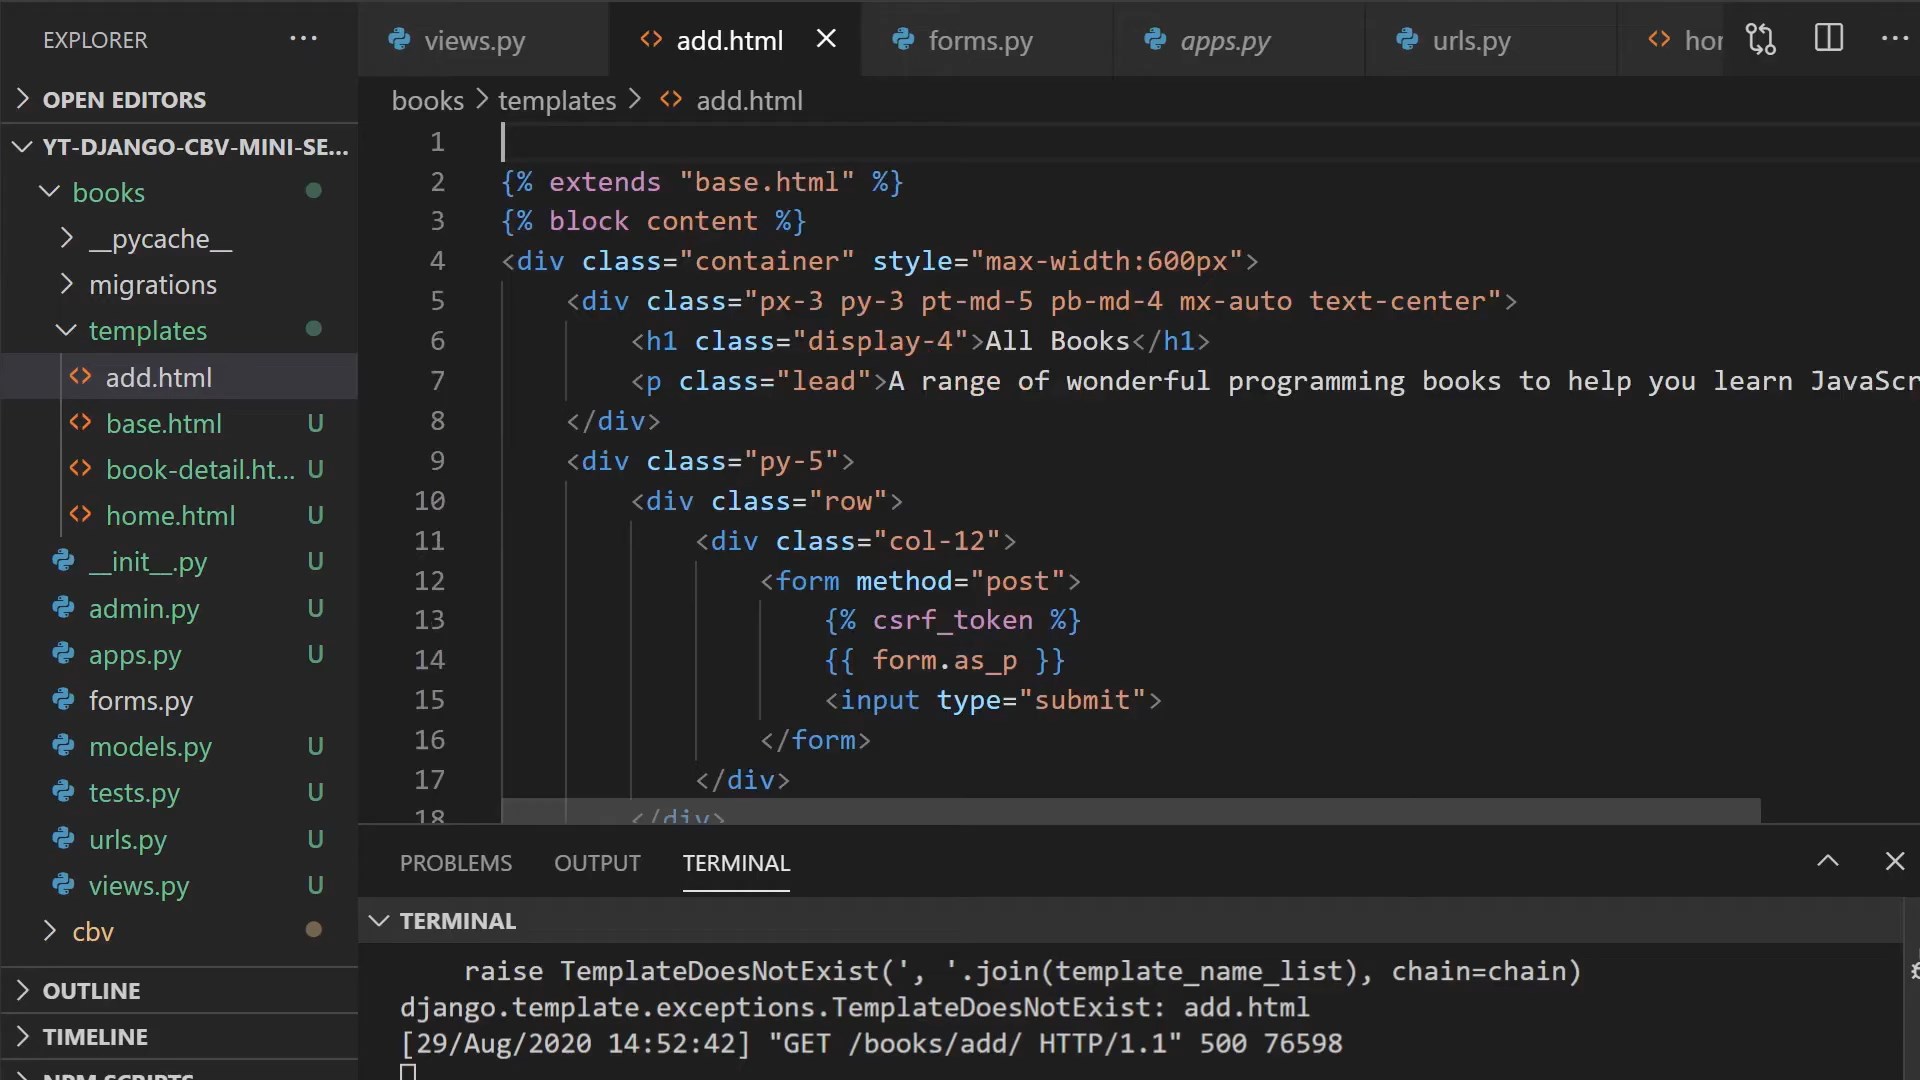 EXPLORER
OPEN EDITORS
YT-DJANGO-CBV-MINI-SE...
books
__pycache__
migrations
templates
add.html
base.html U
book-detail.ht... U
home.html U
__init__.py U
admin.py U
apps.py U
forms.py
models.py U
tests.py U
urls.py U
views.py U
cbv
OUTLINE
TIMELINE
NPM SCRIPTS
views.py
add.html
forms.py
apps.py
urls.py
hor
books > templates > add.html
1
2 {% extends "base.html" %}
3 {% block content %}
4 <div class="container" style="max-width:600px">
5 <div class="px-3 py-3 pt-md-5 pb-md-4 mx-auto text-center">
6 <h1 class="display-4">All Books</h1>
7 <p class="lead">A range of wonderful programming books to help you learn JavaScr
8 </div>
9 <div class="py-5">
10 <div class="row">
11 <div class="col-12">
12 <form method="post">
13 {% csrf_token %}
14 {{ form.as_p }}
15 <input type="submit">
16 </form>
17 </div>
18 </div>
PROBLEMS OUTPUT TERMINAL
TERMINAL
raise TemplateDoesNotExist(', '.join(template_name_list), chain=chain)
django.template.exceptions.TemplateDoesNotExist: add.html
[29/Aug/2020 14:52:42] "GET /books/add/ HTTP/1.1" 500 76598